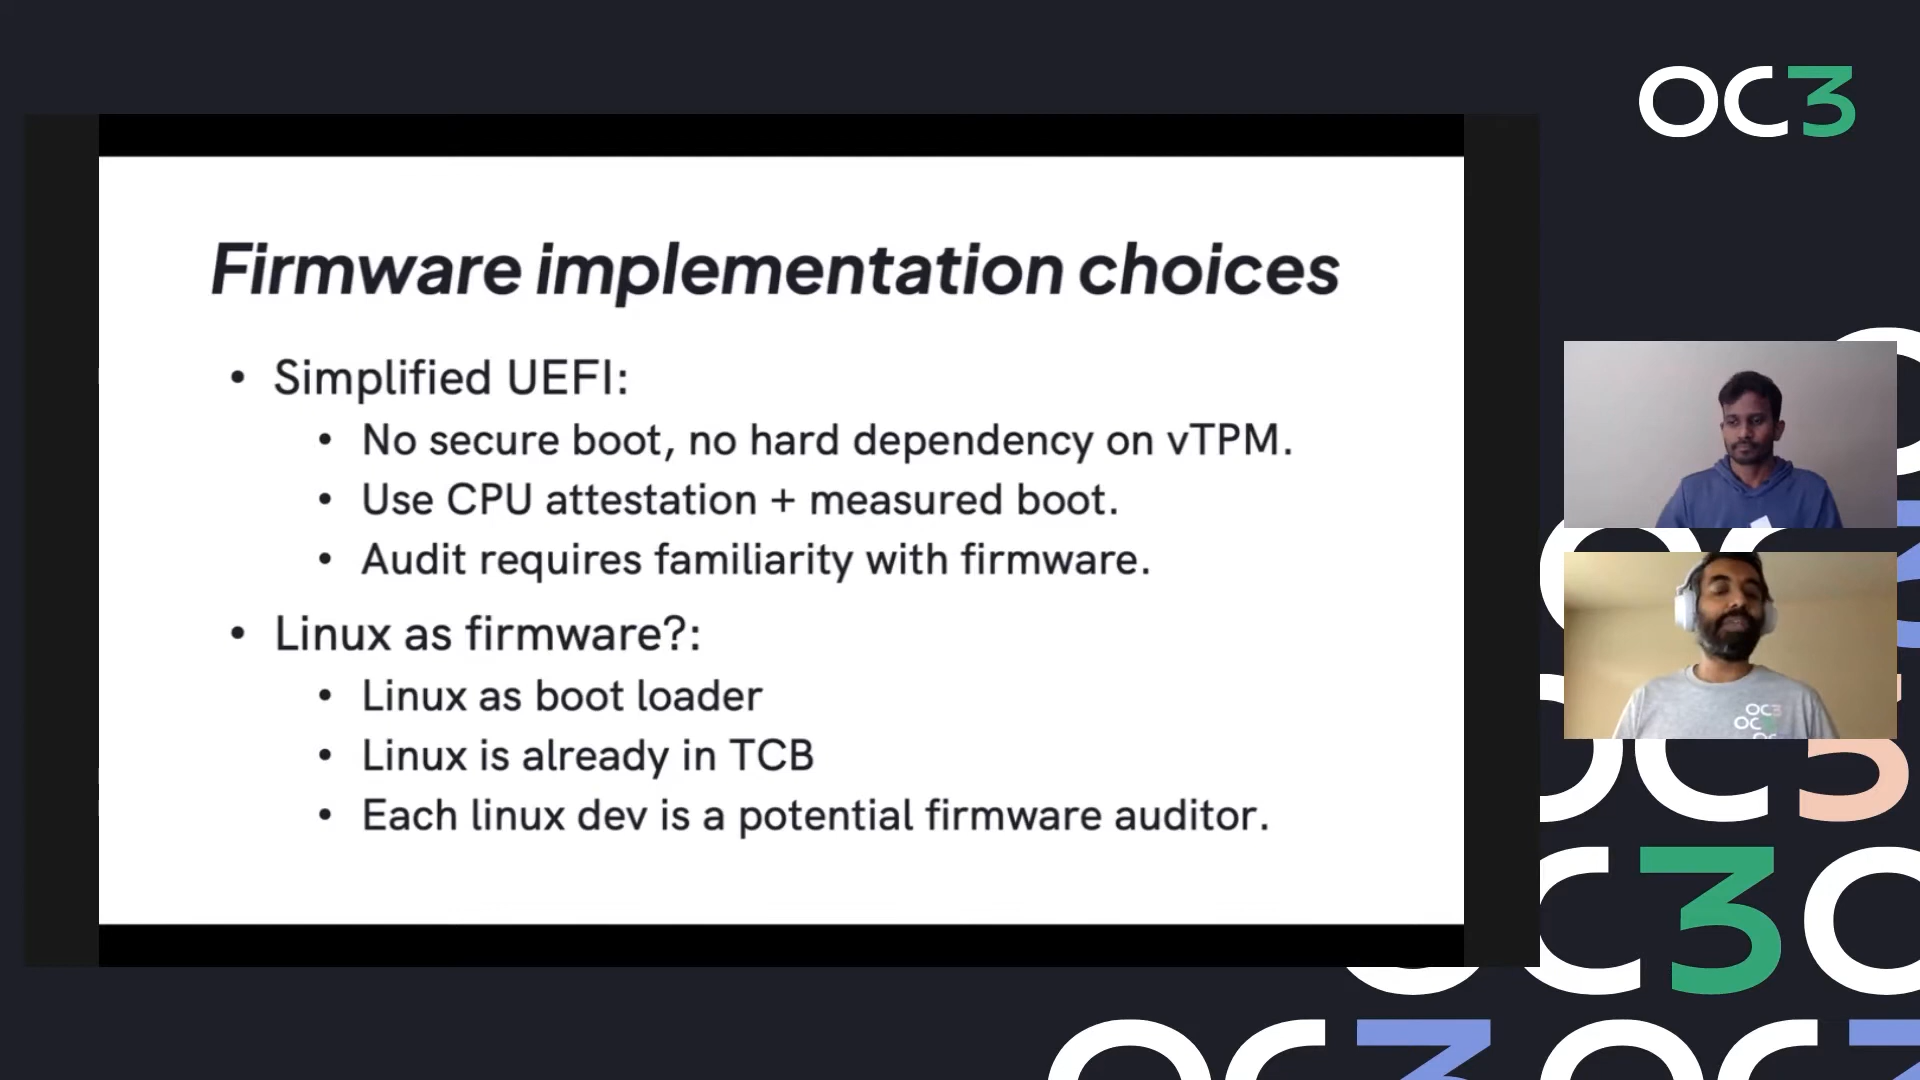 OC3
Firmware implementation choices
• Simplified UEFI:
• No secure boot, no hard dependency on vTPM.
• Use CPU attestation + measured boot.
• Audit requires familiarity with firmware.
• Linux as firmware?:
• Linux as boot loader
• Linux is already in TCB
• Each linux dev is a potential firmware auditor.
OC3
OC